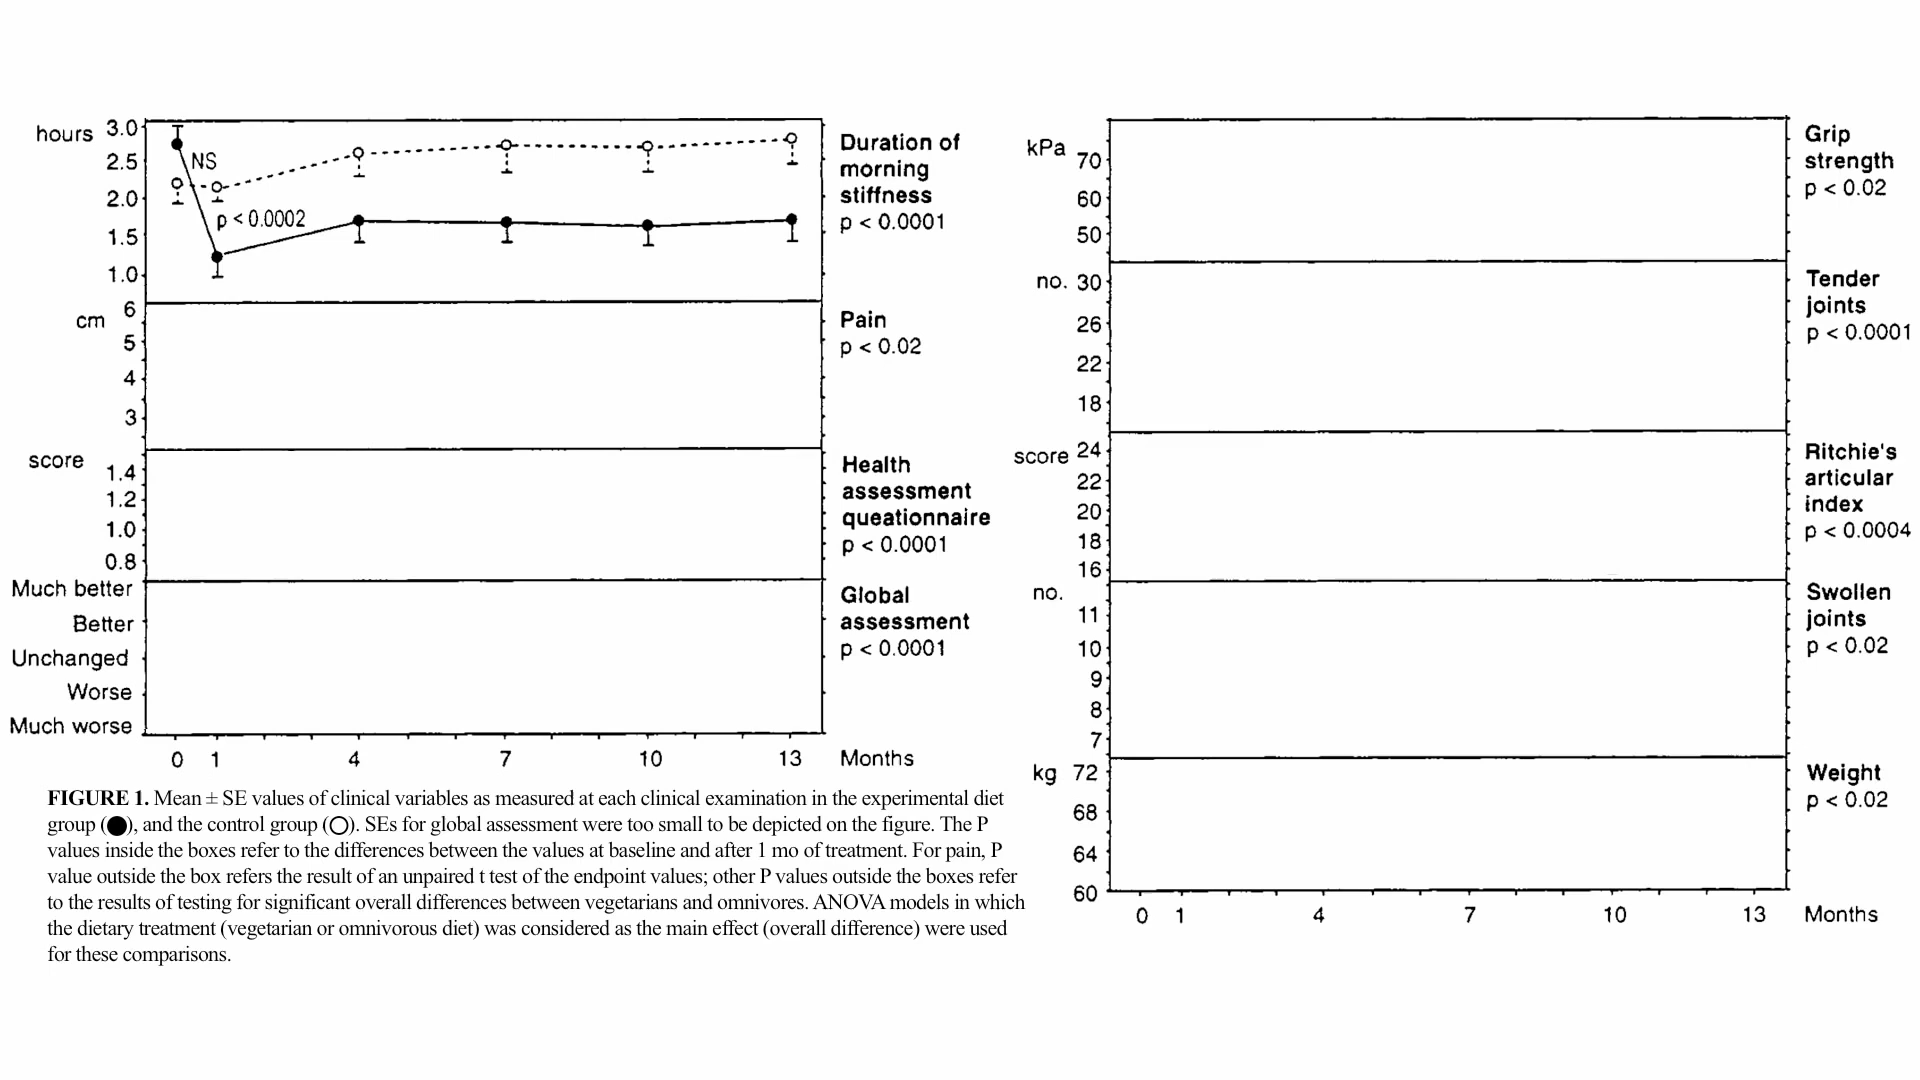 hours 3.0
2.5
2.0
1.5
1.0
NS
p < 0.0002
Duration of
morning
stiffness
p < 0.0001
cm
6
5
4
3
Pain
p < 0.02
score
1.4
1.2
1.0
0.8
Health
assessment
queationnaire
p < 0.0001
Much better
Better
Unchanged
Worse
Much worse
Global
assessment
p < 0.0001
0 1 4 7 10 13 Months
FIGURE 1. Mean ± SE values of clinical variables as measured at each clinical examination in the experimental diet
group (●), and the control group (○). SEs for global assessment were too small to be depicted on the figure. The P
values inside the boxes refer to the differences between the values at baseline and after 1 mo of treatment. For pain, P
value outside the box refers the result of an unpaired t test of the endpoint values; other P values outside the boxes refer
to the results of testing for significant overall differences between vegetarians and omnivores. ANOVA models in which
the dietary treatment (vegetarian or omnivorous diet) was considered as the main effect (overall difference) were used
for these comparisons.
kPa
70
60
50
Grip
strength
p < 0.02
no. 30
26
22
18
Tender
joints
p < 0.0001
score 24
22
20
18
16
Ritchie's
articular
index
p < 0.0004
no.
11
10
9
8
7
Swollen
joints
p < 0.02
kg 72
68
64
60
Weight
p < 0.02
0 1 4 7 10 13 Months